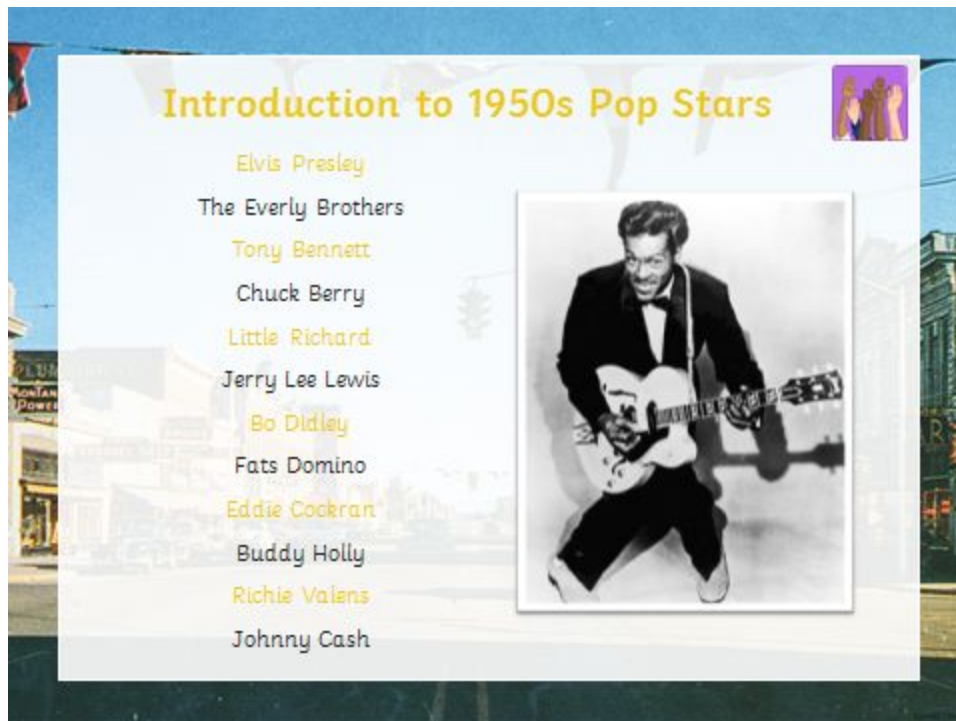 Introduction to 1950s Pop Stars
Elvis Presley
The Everly Brothers
Tony Bennett
Chuck Berry
Little Richard
Jerry Lee Lewis
Bo Didley
Fats Domino
Eddie Cockran
Buddy Holly
Richie Valens
Johnny Cash